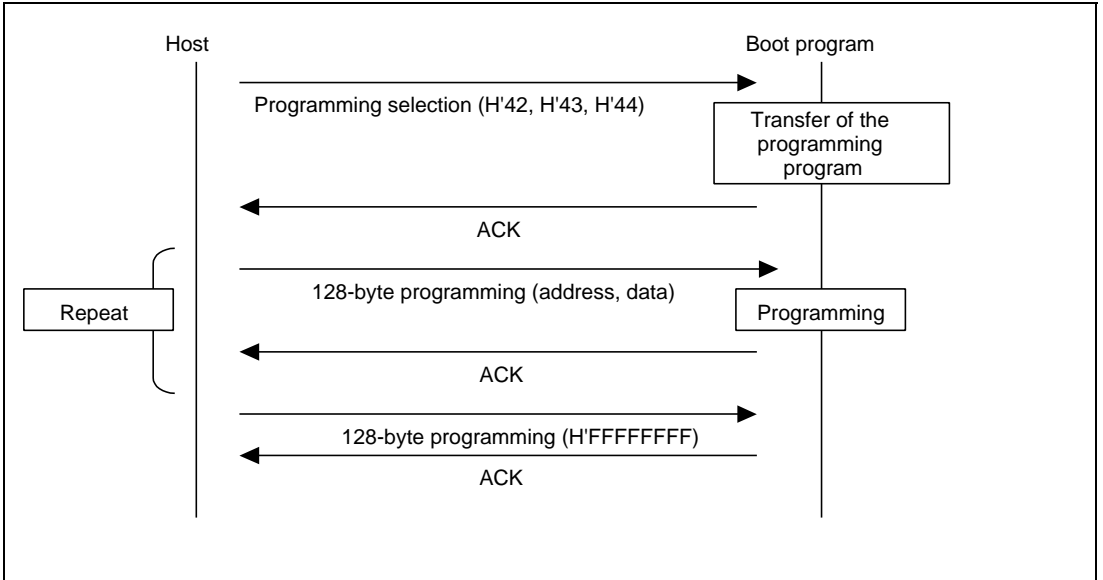 Host
Boot program
Programming selection (H'42, H'43, H'44)
Transfer of the
programming
program
ACK
128-byte programming (address, data)
Repeat
Programming
ACK
128-byte programming (H'FFFFFFFF)
ACK